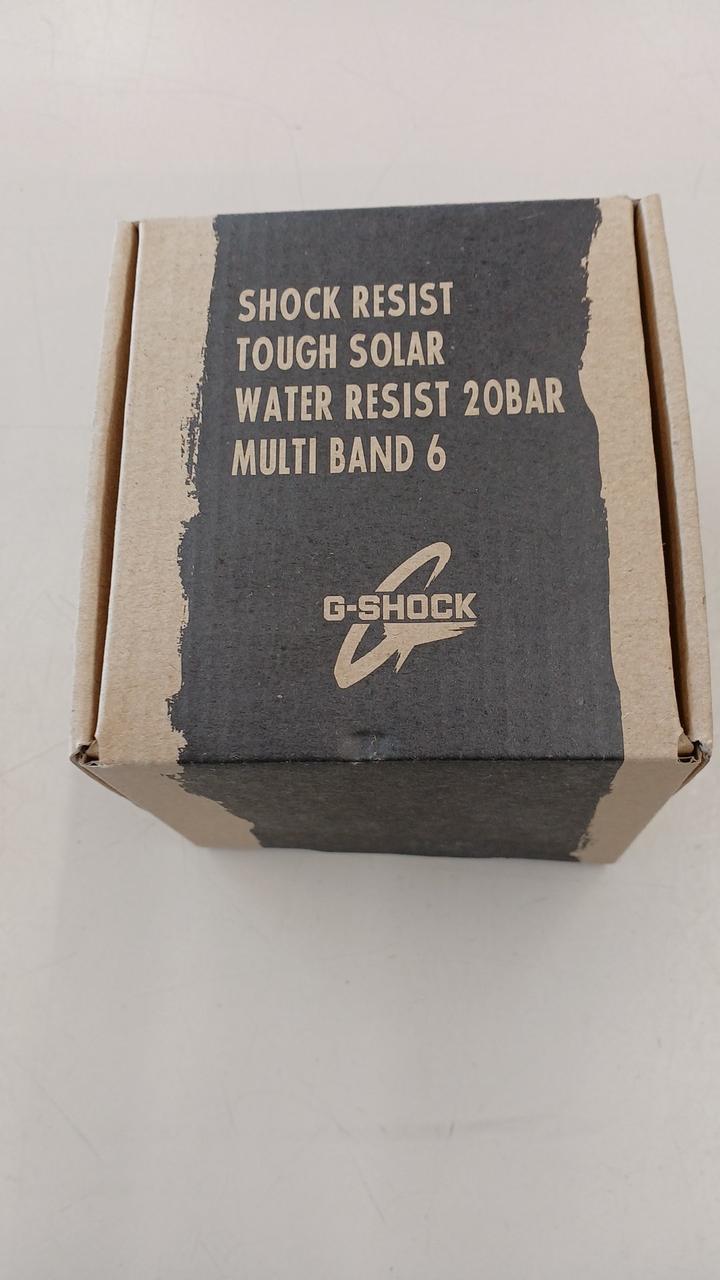 SHOCK RESIST
TOUGH SOLAR
WATER RESIST 20BAR
MULTI BAND 6
G-SHOCK